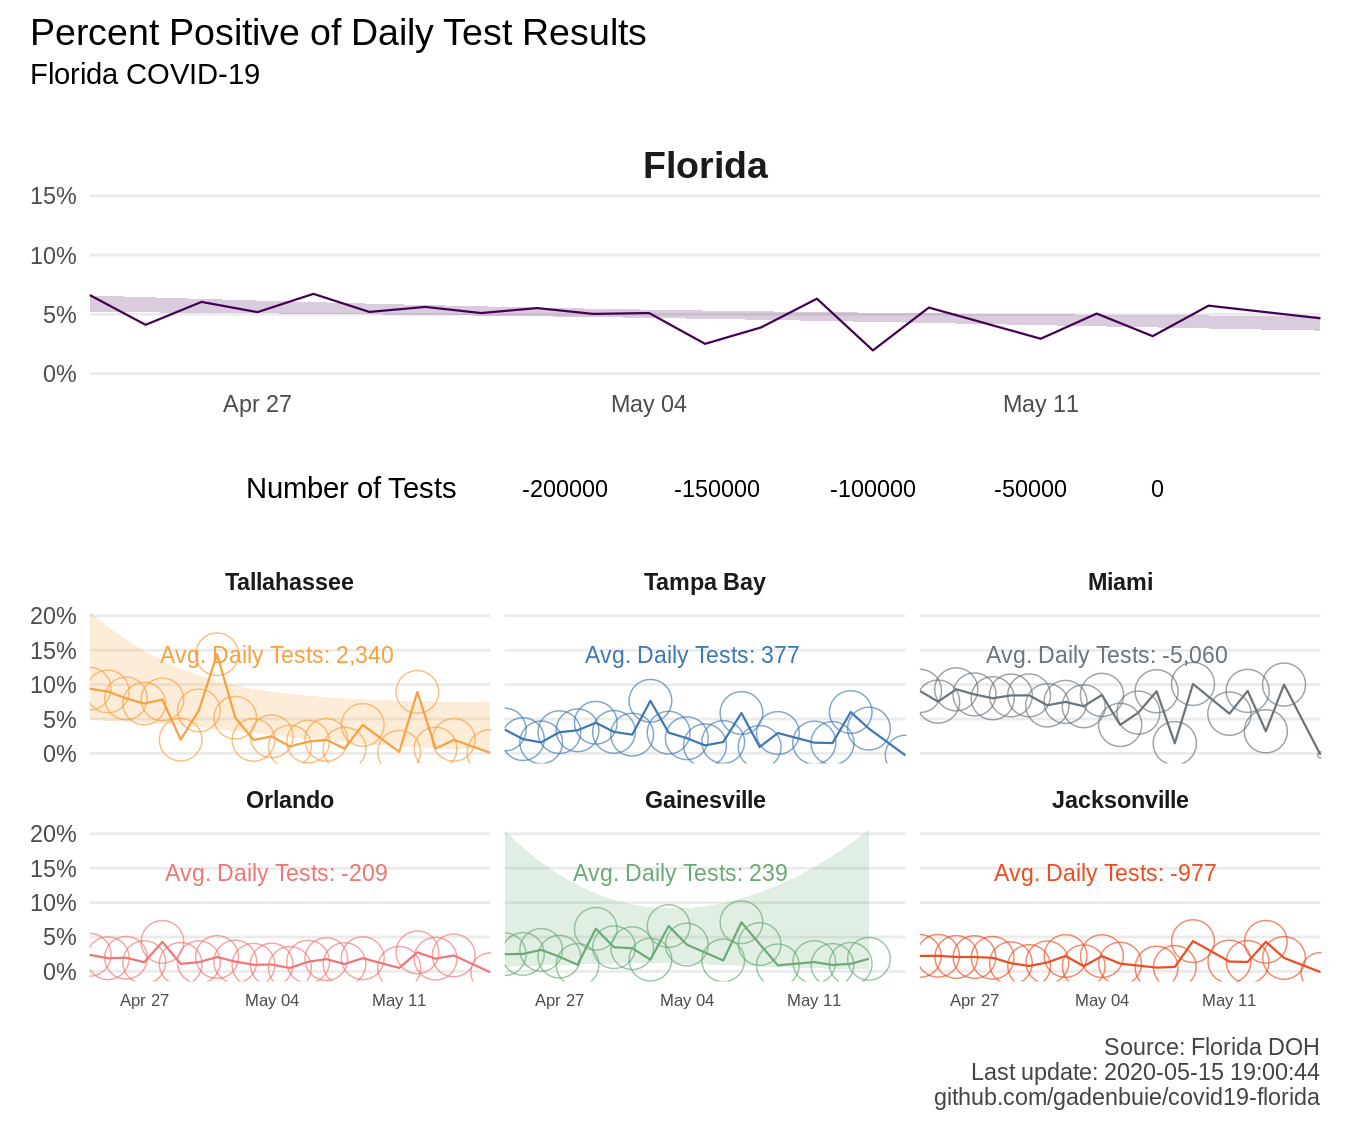 Percent Positive of Daily Test Results
Florida COVID-19
Florida
15%
10%
5%
0%
Apr 27 May 04 May 11
Number of Tests -200000 -150000 -100000 -50000 0
Tallahassee Tampa Bay Miami
20%
15%
10%
5%
0%
Avg. Daily Tests: 2,340 Avg. Daily Tests: 377 Avg. Daily Tests: -5,060
Orlando Gainesville Jacksonville
20%
15%
10%
5%
0%
Avg. Daily Tests: -209 Avg. Daily Tests: 239 Avg. Daily Tests: -977
Apr 27 May 04 May 11 Apr 27 May 04 May 11 Apr 27 May 04 May 11
Source: Florida DOH
Last update: 2020-05-15 19:00:44
github.com/gadenbuie/covid19-florida